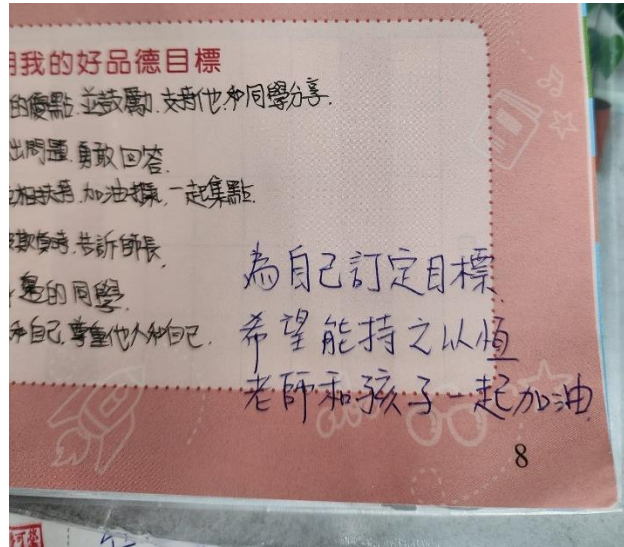 我的好品德目標
的優點.並鼓勵.支持他.和同學分享.
出問題.勇敢回答.
互相扶持.加油打氣,一起集點.
欺負時.告訴師長.
的同學.
和自己.尊重他人和自己.
為自己訂定目標
希望能持之以恆
老師和孩子一起加油
8